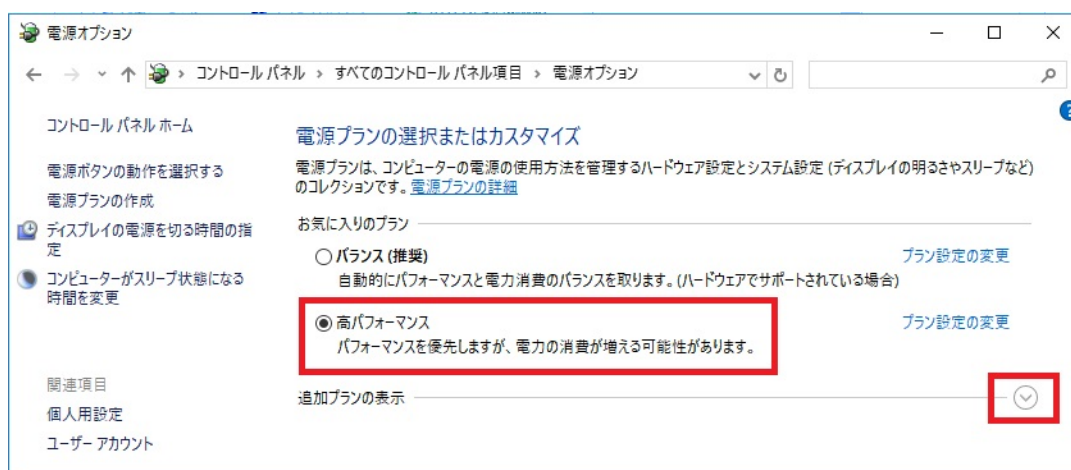 電源オプション
コントロール パネル › すべてのコントロール パネル項目 › 電源オプション
コントロール パネル ホーム
電源ボタンの動作を選択する
電源プランの作成
ディスプレイの電源を切る時間の指
定
コンピューターがスリープ状態になる
時間を変更
関連項目
個人用設定
ユーザー アカウント
電源プランの選択またはカスタマイズ
電源プランは、コンピューターの電源の使用方法を管理するハードウェア設定とシステム設定 (ディスプレイの明るさやスリープなど)
のコレクションです。電源プランの詳細
お気に入りのプラン
バランス (推奨) プラン設定の変更
自動的にパフォーマンスと電力消費のバランスを取ります。(ハードウェアでサポートされている場合)
高パフォーマンス プラン設定の変更
パフォーマンスを優先しますが、電力の消費が増える可能性があります。
追加プランの表示